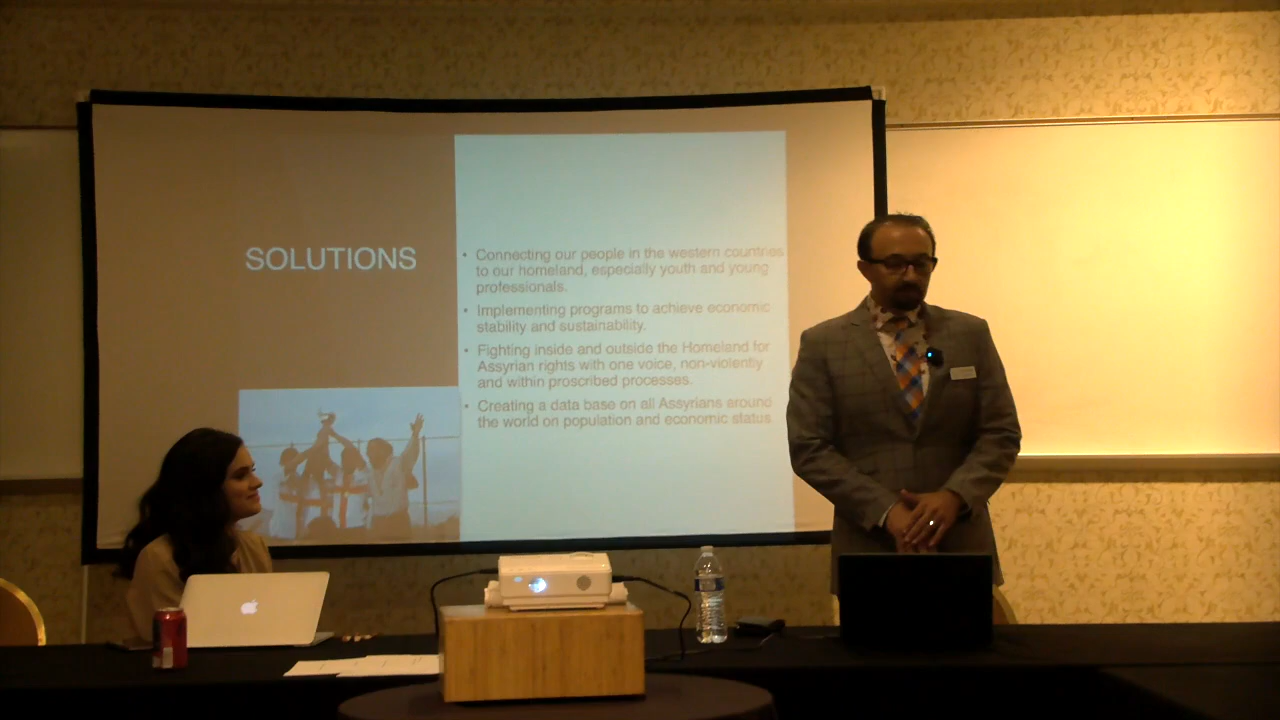 SOLUTIONS
• Connecting our people in the western countries
to our homeland, especially youth and young
professionals.
• Implementing programs to achieve economic
stability and sustainability.
• Fighting inside and outside the Homeland for
Assyrian rights with one voice, non-violently
and within proscribed processes.
• Creating a data base on all Assyrians around
the world on population and economic status